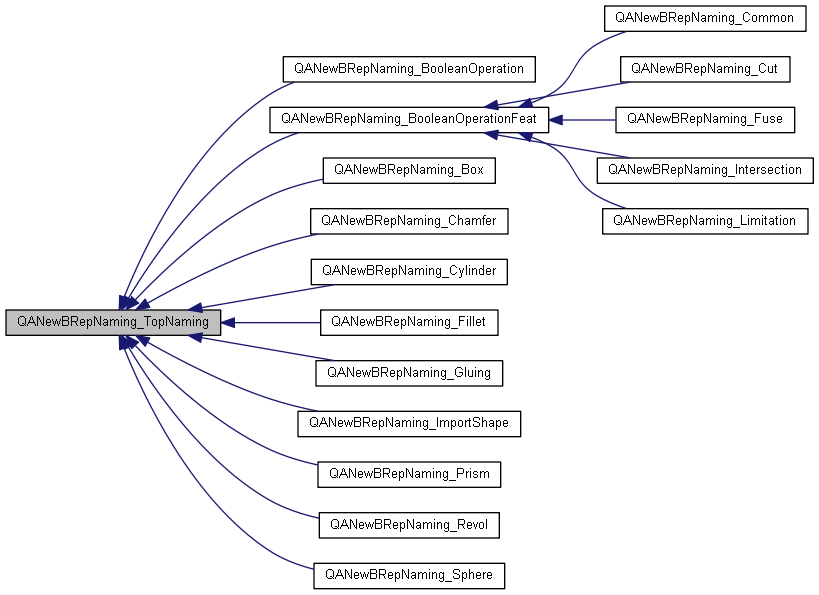 QANewBRepNaming_Common
QANewBRepNaming_BooleanOperation
QANewBRepNaming_Cut
QANewBRepNaming_BooleanOperationFeat
QANewBRepNaming_Fuse
QANewBRepNaming_Box
QANewBRepNaming_Intersection
QANewBRepNaming_Chamfer
QANewBRepNaming_Limitation
QANewBRepNaming_Cylinder
QANewBRepNaming_TopNaming
QANewBRepNaming_Fillet
QANewBRepNaming_Gluing
QANewBRepNaming_ImportShape
QANewBRepNaming_Prism
QANewBRepNaming_Revol
QANewBRepNaming_Sphere